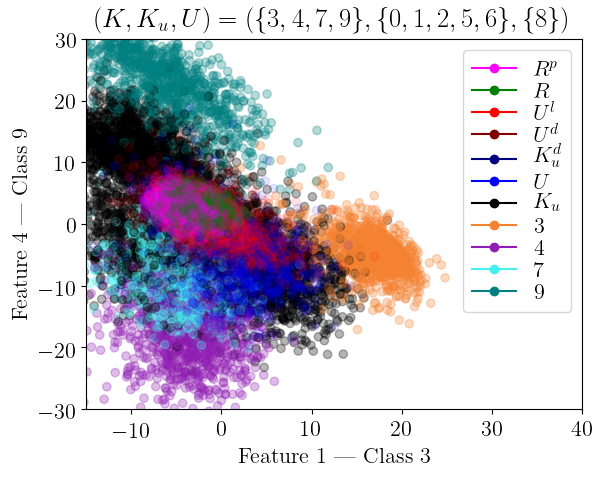 (K, K_u, U) = ({3, 4, 7, 9}, {0, 1, 2, 5, 6}, {8})
30
20
10
0
−10
−20
−30
Feature 4 — Class 9
R^p
R
U^l
U^d
K_u^d
U
K_u
3
4
7
9
−10
0
10
20
30
40
Feature 1 — Class 3